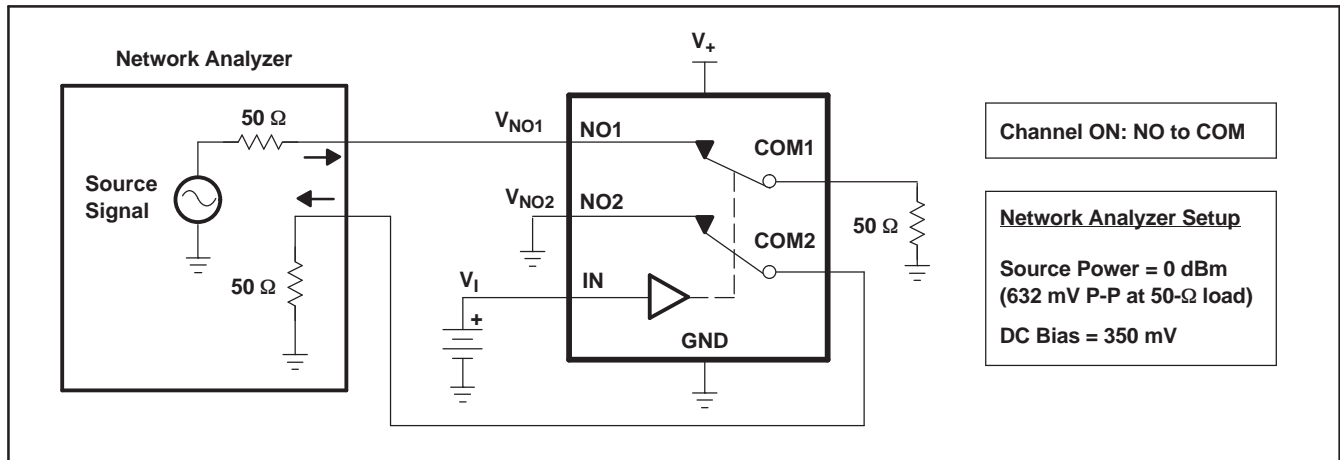 Network Analyzer
50 Ω
Source
Signal
50 Ω
V+
VNO1
NO1
COM1
VNO2
NO2
COM2
50 Ω
VI
+
IN
GND
Channel ON: NO to COM
Network Analyzer Setup
Source Power = 0 dBm
(632 mV P-P at 50-Ω load)
DC Bias = 350 mV